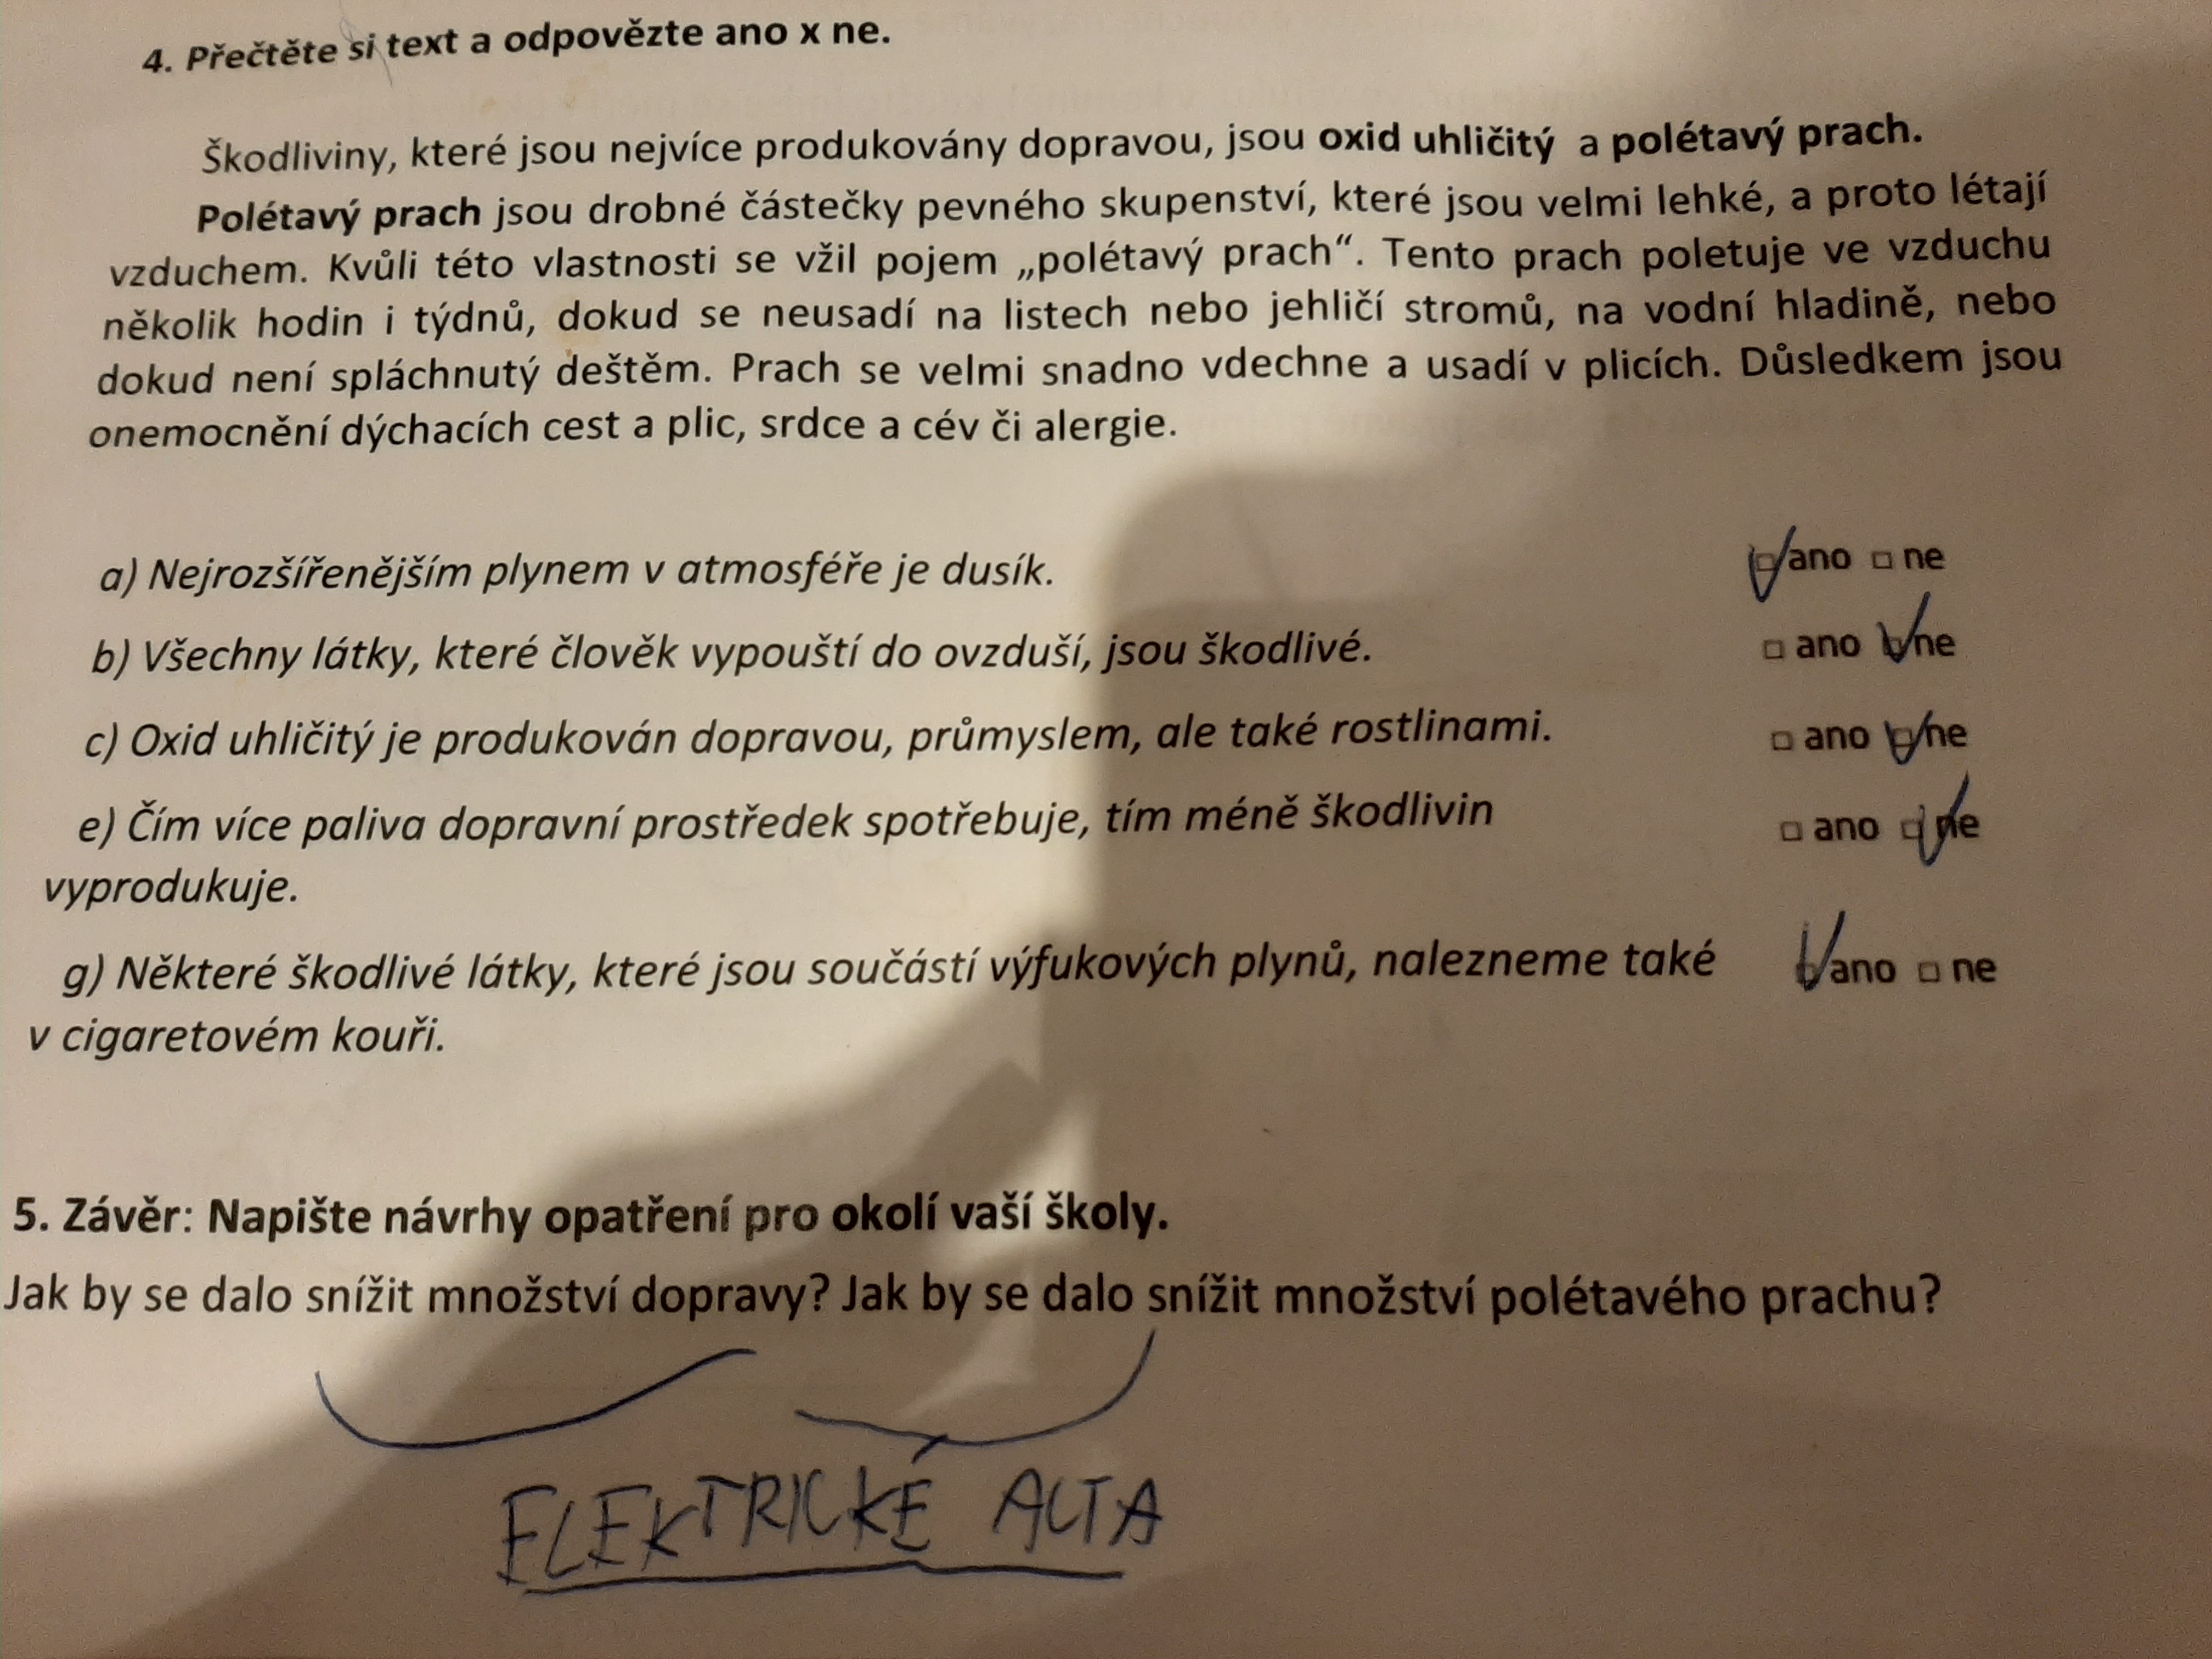 4. Přečtěte si text a odpovězte ano x ne.
Škodliviny, které jsou nejvíce produkovány dopravou, jsou oxid uhličitý a polétavý prach.
Polétavý prach jsou drobné částečky pevného skupenství, které jsou velmi lehké, a proto létají
vzduchem. Kvůli této vlastnosti se vžil pojem „polétavý prach“. Tento prach poletuje ve vzduchu
několik hodin i týdnů, dokud se neusadí na listech nebo jehličí stromů, na vodní hladině, nebo
dokud není spláchnutý deštěm. Prach se velmi snadno vdechne a usadí v plicích. Důsledkem jsou
onemocnění dýchacích cest a plic, srdce a cév či alergie.
a) Nejrozšířenějším plynem v atmosféře je dusík. ☑ ano ☐ ne
b) Všechny látky, které člověk vypouští do ovzduší, jsou škodlivé. ☐ ano ☑ ne
c) Oxid uhličitý je produkován dopravou, průmyslem, ale také rostlinami. ☐ ano ☑ ne
e) Čím více paliva dopravní prostředek spotřebuje, tím méně škodlivin ☐ ano ☑ ne
vyprodukuje.
g) Některé škodlivé látky, které jsou součástí výfukových plynů, nalezneme také ☑ ano ☐ ne
v cigaretovém kouři.
5. Závěr: Napište návrhy opatření pro okolí vaší školy.
Jak by se dalo snížit množství dopravy? Jak by se dalo snížit množství polétavého prachu?
ELEKTRICKÉ AUTA